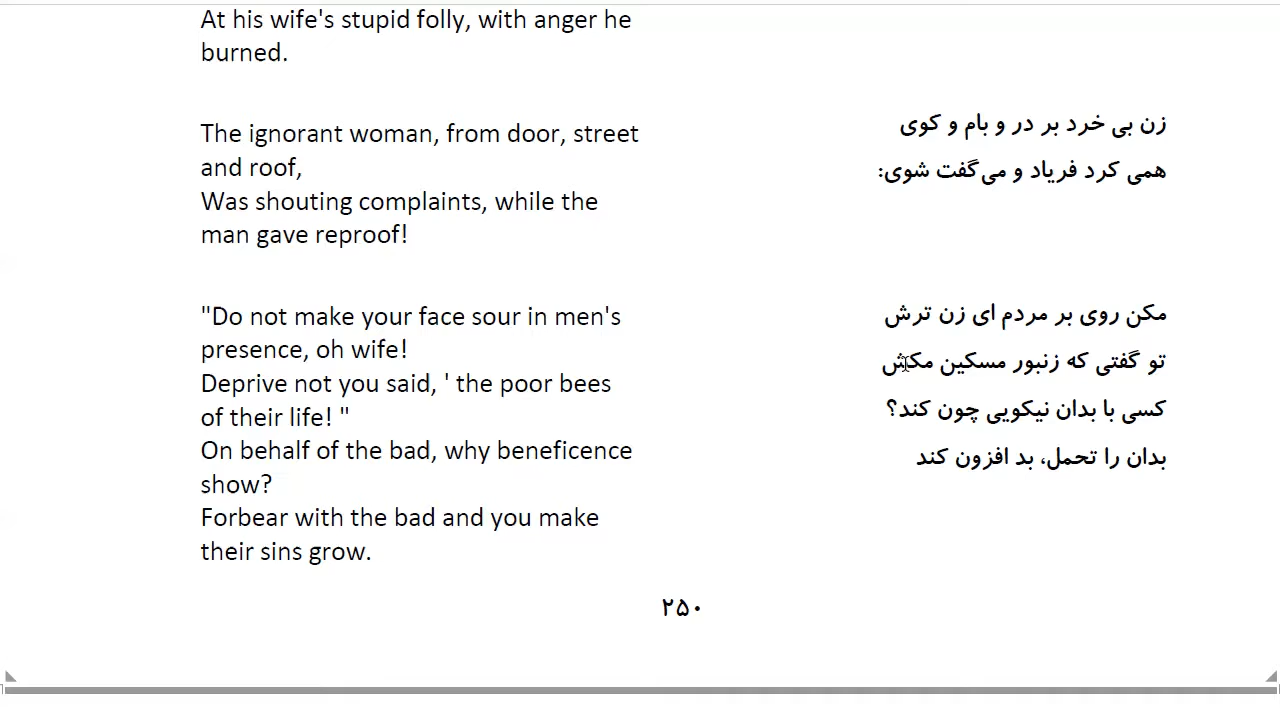 At his wife's stupid folly, with anger he
burned.
The ignorant woman, from door, street
and roof,
Was shouting complaints, while the
man gave reproof!
"Do not make your face sour in men's
presence, oh wife!
Deprive not you said, ' the poor bees
of their life! "
On behalf of the bad, why beneficence
show?
Forbear with the bad and you make
their sins grow.
زن بی خرد بر در و بام و کوی
همی کرد فریاد و می‌گفت شوی:
مکن روی بر مردم ای زن ترش
تو گفتی که زنبور مسکین مکش
کسی با بدان نیکویی چون کند؟
بدان را تحمل، بد افزون کند
۲۵۰